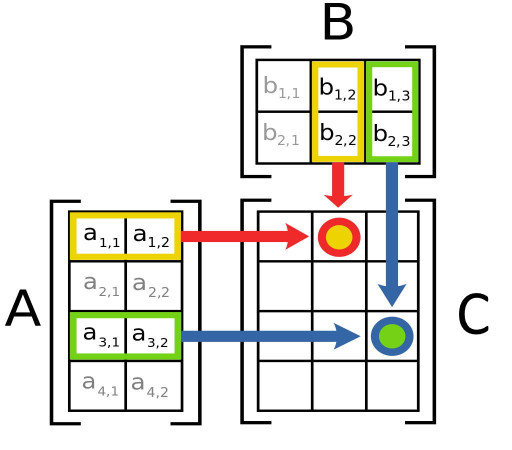 B
b1,1 b1,2 b1,3
b2,1 b2,2 b2,3
A
a1,1 a1,2
a2,1 a2,2
a3,1 a3,2
a4,1 a4,2
C